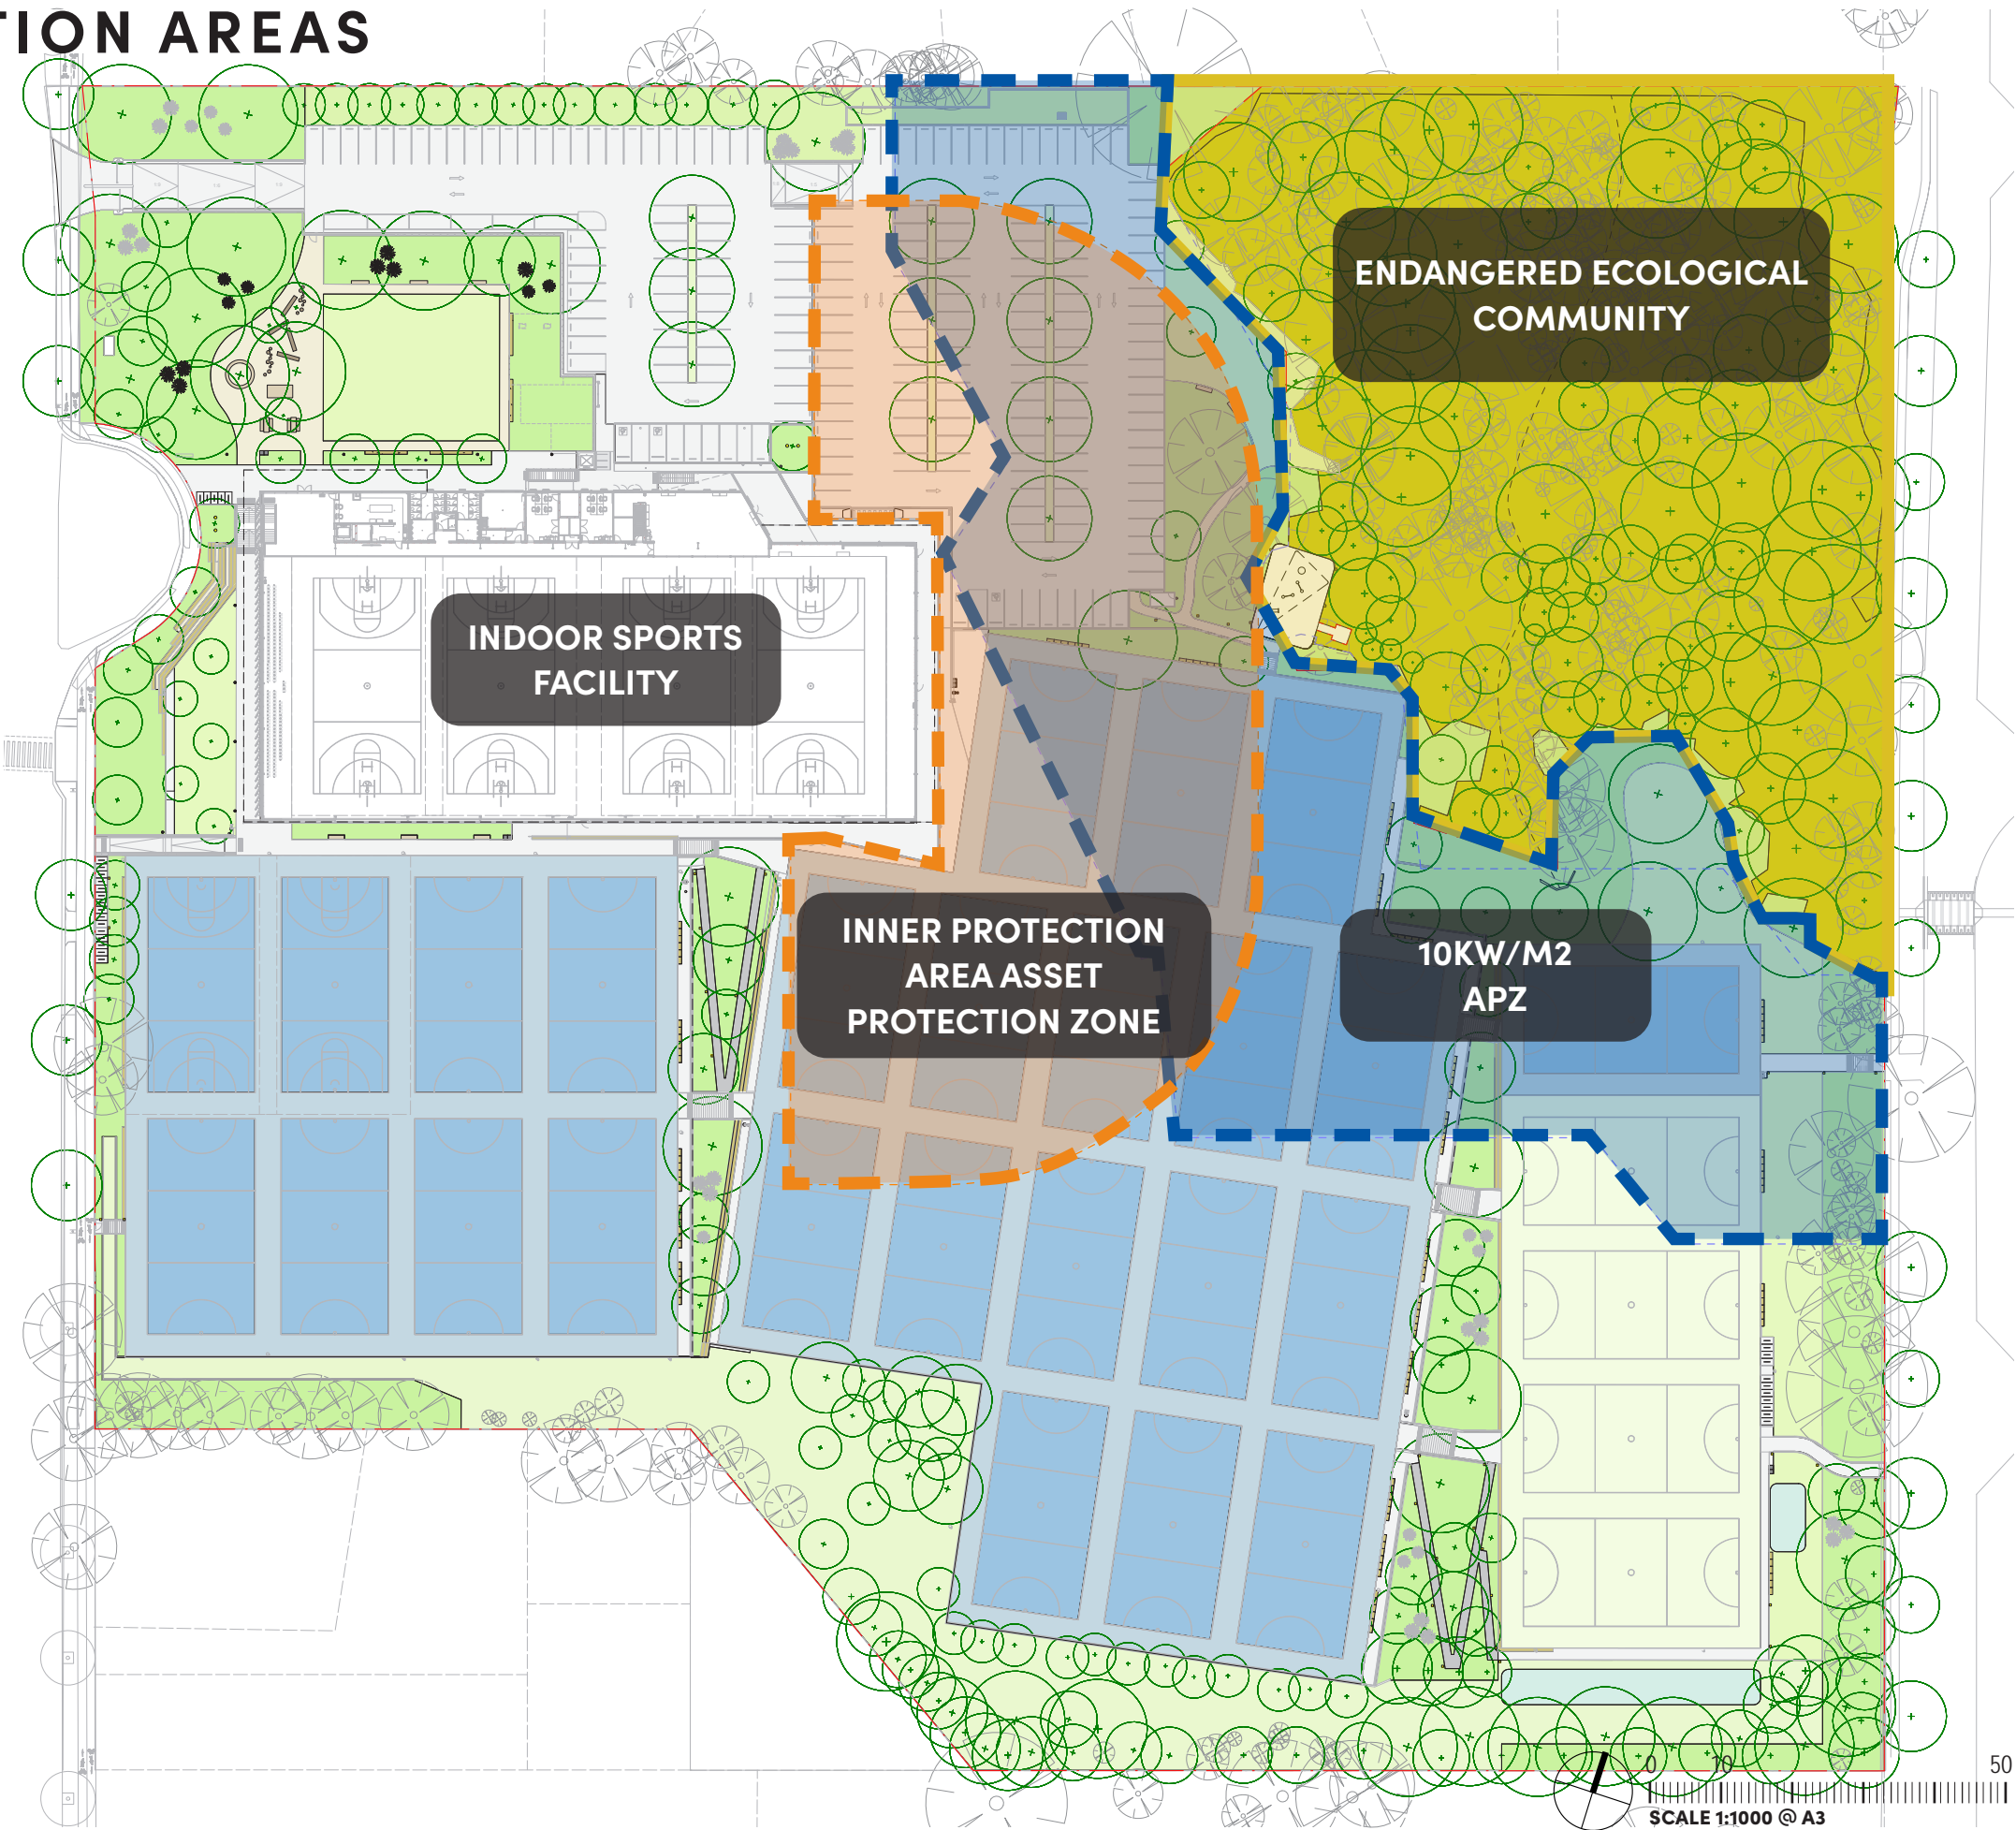 TION AREAS
ENDANGERED ECOLOGICAL
COMMUNITY
INDOOR SPORTS
FACILITY
INNER PROTECTION
AREA ASSET
PROTECTION ZONE
10KW/M2
APZ
0 10 50
SCALE 1:1000 @ A3